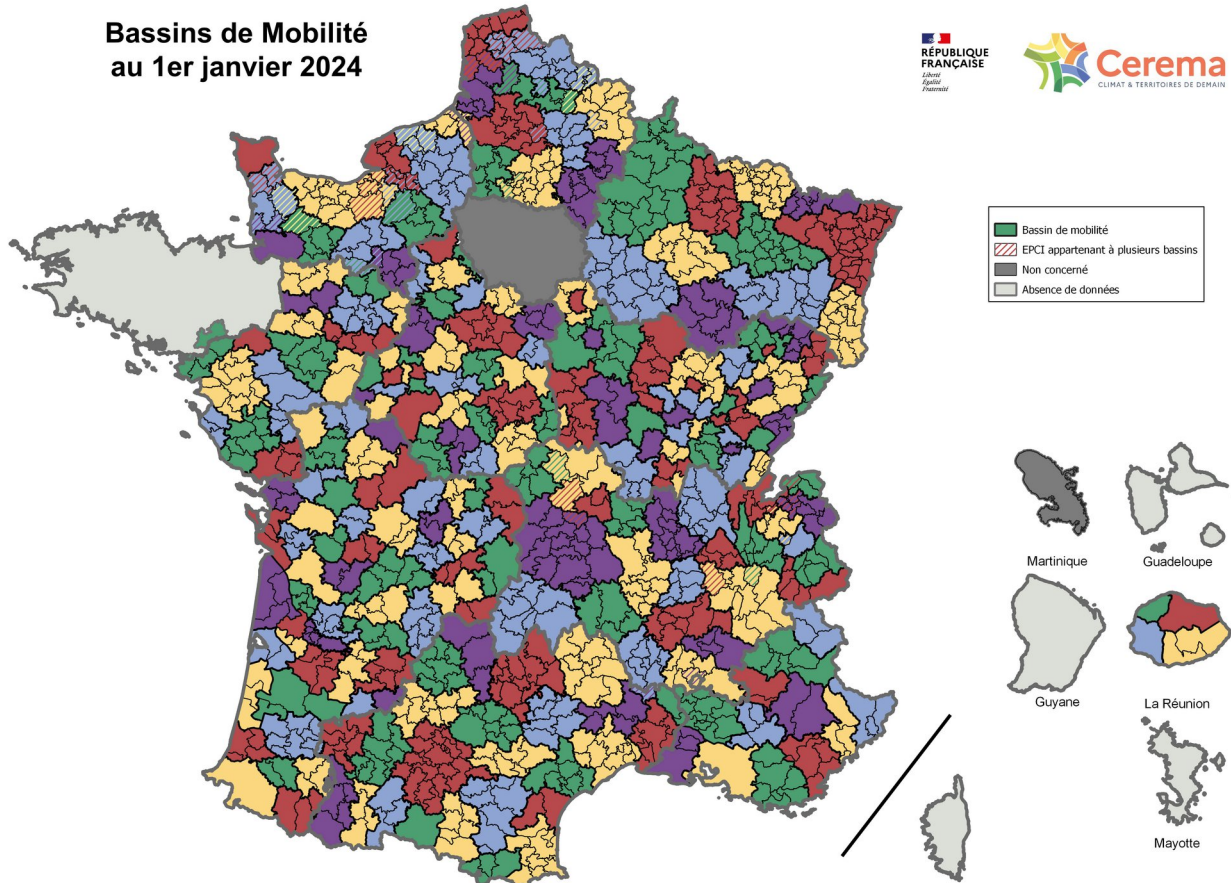 Bassins de Mobilité
au 1er janvier 2024
RÉPUBLIQUE
FRANÇAISE
Liberté
Égalité
Fraternité
Cerema
CLIMAT & TERRITOIRES DE DEMAIN
Bassin de mobilité
EPCI appartenant à plusieurs bassins
Non concerné
Absence de données
Martinique
Guadeloupe
Guyane
La Réunion
Mayotte